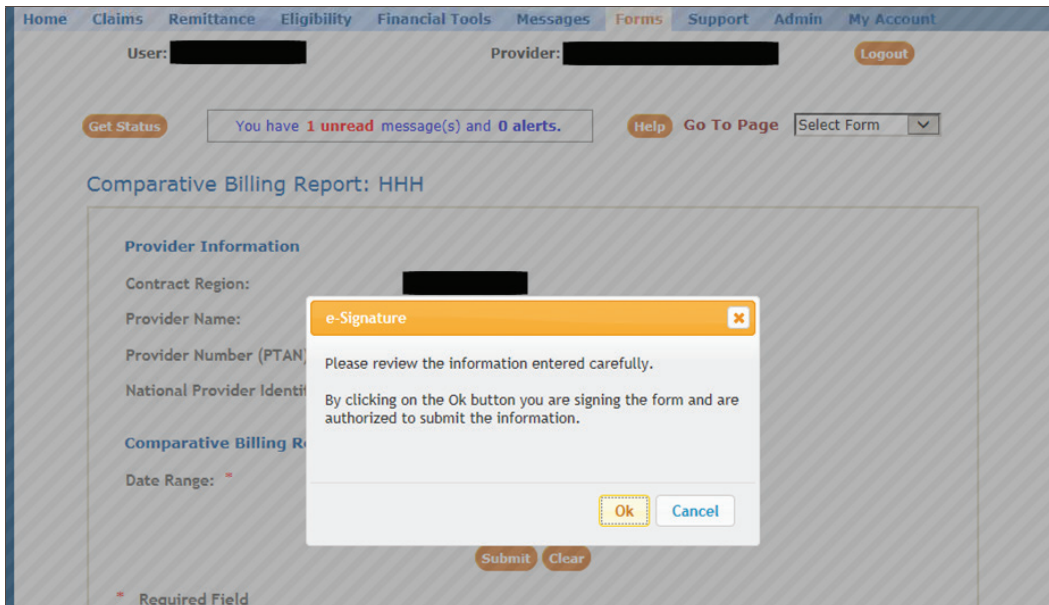 Home Claims Remittance Eligibility Financial Tools Messages Forms Support Admin My Account
User: Provider: Logout
Get Status You have 1 unread message(s) and 0 alerts. Help Go To Page Select Form
Comparative Billing Report: HHH
Provider Information
Contract Region:
Provider Name:
Provider Number (PTAN)
National Provider
Comparative Billing
Date Range: *
e-Signature
Please review the information entered carefully.
By clicking on the Ok button you are signing the form and are
authorized to submit the information.
Ok Cancel
Submit Clear
* Required Field